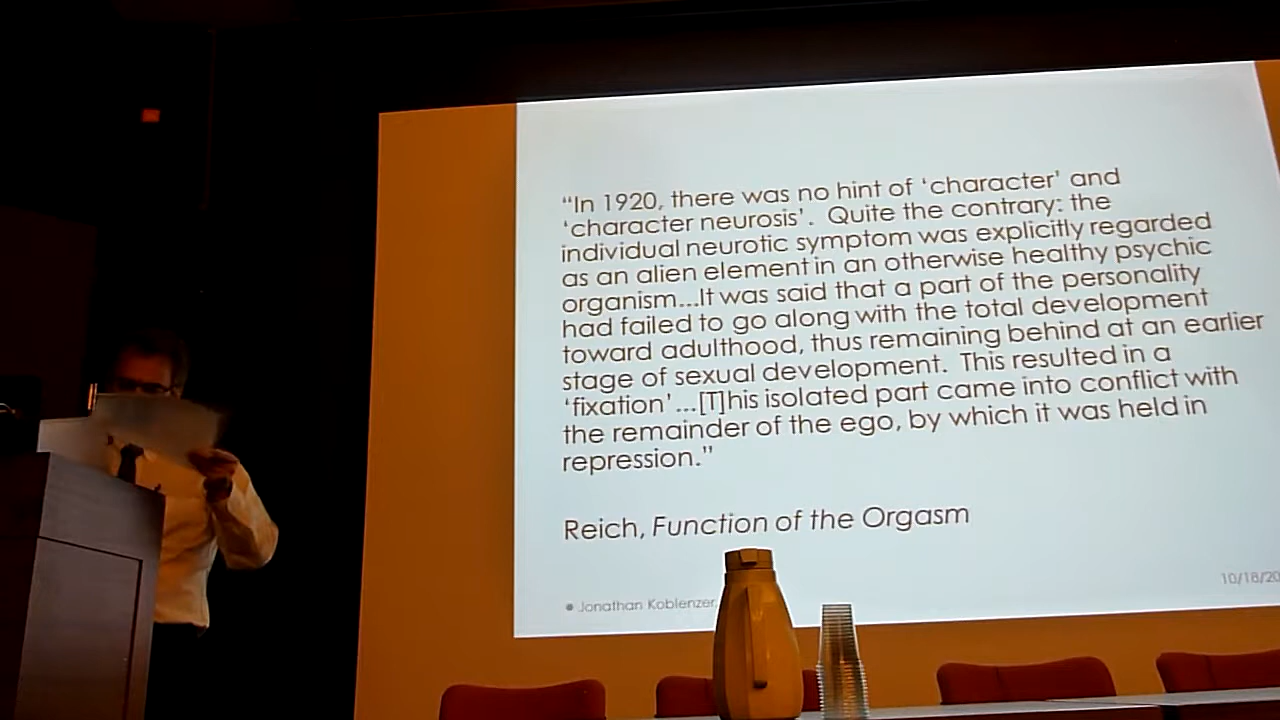 “In 1920, there was no hint of ‘character’ and
‘character neurosis’.  Quite the contrary: the
individual neurotic symptom was explicitly regarded
as an alien element in an otherwise healthy psychic
organism...It was said that a part of the personality
had failed to go along with the total development
toward adulthood, thus remaining behind at an earlier
stage of sexual development.  This resulted in a
‘fixation’...[T]his isolated part came into conflict with
the remainder of the ego, by which it was held in
repression.”
Reich, Function of the Orgasm
10/18/20
● Jonathan Koblenzer,